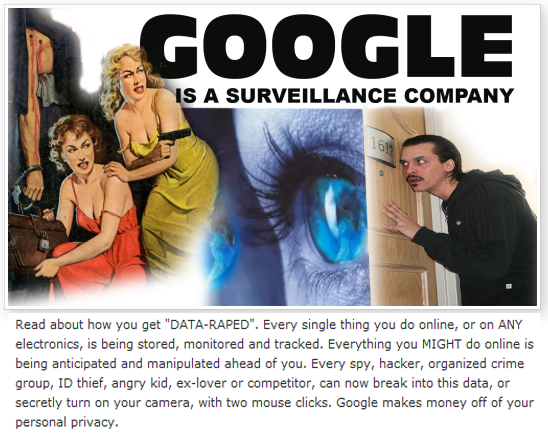 GOOGLE
IS A SURVEILLANCE COMPANY
161
Read about how you get "DATA-RAPED". Every single thing you do online, or on ANY
electronics, is being stored, monitored and tracked. Everything you MIGHT do online is
being anticipated and manipulated ahead of you. Every spy, hacker, organized crime
group, ID thief, angry kid, ex-lover or competitor, can now break into this data, or
secretly turn on your camera, with two mouse clicks. Google makes money off of your
personal privacy.